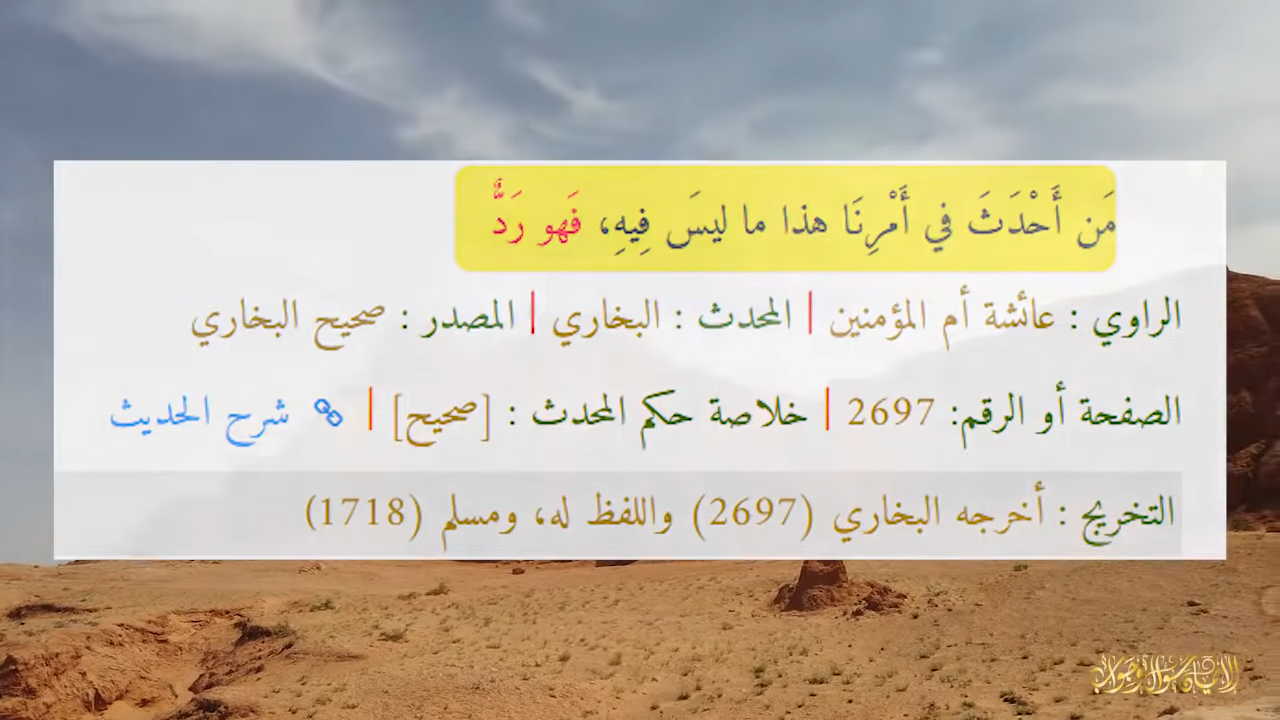 مَن أَحْدَثَ في أَمْرِنَا هذا ما ليسَ فِيهِ، فَهو رَدٌّ
الراوي : عائشة أم المؤمنين | المحدث : البخاري | المصدر : صحيح البخاري
الصفحة أو الرقم: 2697 | خلاصة حكم المحدث : [صحيح] | شرح الحديث
التخريج : أخرجه البخاري (2697) واللفظ له، ومسلم (1718)